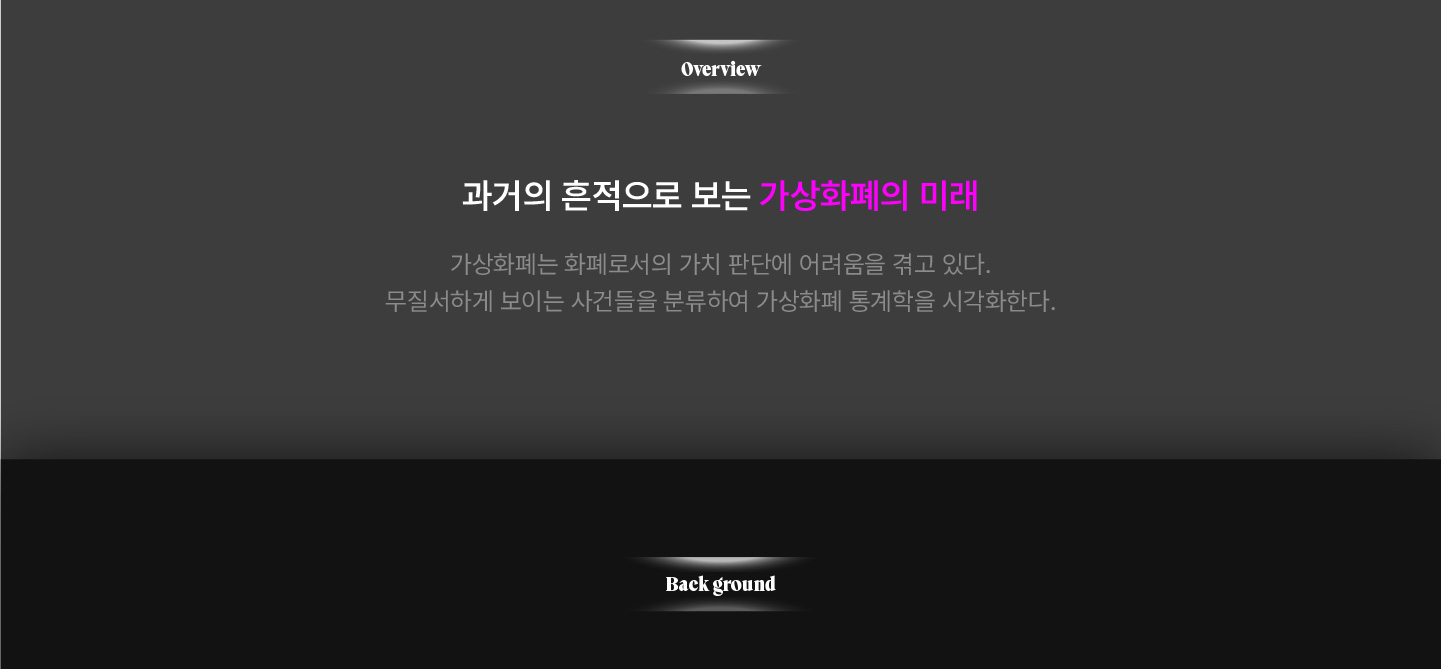 Overview
과거의 흔적으로 보는 가상화폐의 미래
가상화폐는 화폐로서의 가치 판단에 어려움을 겪고 있다.
무질서하게 보이는 사건들을 분류하여 가상화폐 통계학을 시각화한다.
Back ground